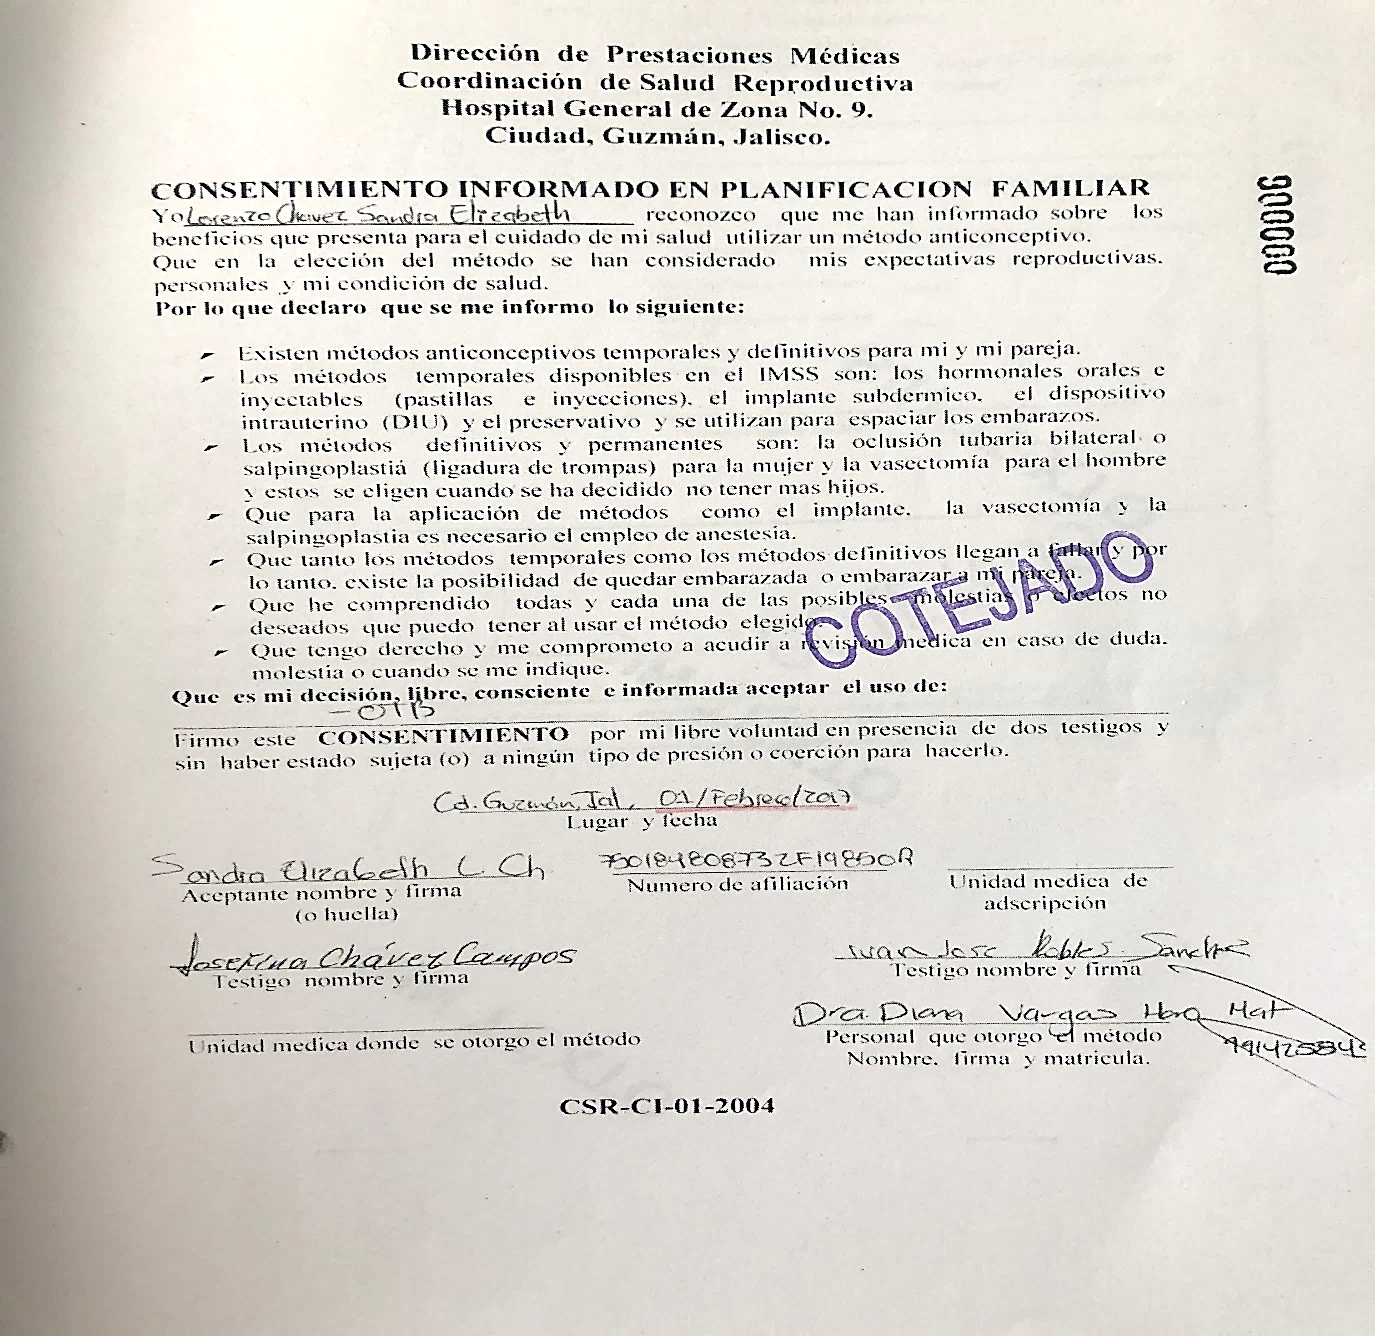 Dirección de Prestaciones Médicas
Coordinación de Salud Reproductiva
Hospital General de Zona No. 9.
Ciudad, Guzmán, Jalisco.
CONSENTIMIENTO INFORMADO EN PLANIFICACION FAMILIAR
Yo Lorenzo Chavez Sandra Elizabeth reconozco que me han informado sobre los
beneficios que presenta para el cuidado de mi salud utilizar un método anticonceptivo.
Que en la elección del método se han considerado mis expectativas reproductivas.
personales y mi condición de salud.
Por lo que declaro que se me informo lo siguiente:
Existen métodos anticonceptivos temporales y definitivos para mi y mi pareja.
Los métodos temporales disponibles en el IMSS son: los hormonales orales e
inyectables (pastillas e inyecciones), el implante subdermico, el dispositivo
intrauterino (DIU) y el preservativo y se utilizan para espaciar los embarazos.
Los métodos definitivos y permanentes son: la oclusión tubaria bilateral o
salpingoplastiá (ligadura de trompas) para la mujer y la vasectomía para el hombre
y estos se eligen cuando se ha decidido no tener mas hijos.
Que para la aplicación de métodos como el implante, la vasectomía y la
salpingoplastia es necesario el empleo de anestesia.
Que tanto los métodos temporales como los métodos definitivos llegan a fallar y por
lo tanto, existe la posibilidad de quedar embarazada o embarazar a mi pareja.
Que he comprendido todas y cada una de las posibles molestias o efectos no
deseados que puedo tener al usar el método elegido.
Que tengo derecho y me comprometo a acudir a revisión medica en caso de duda,
molestia o cuando se me indique.
COTEJADO
Que es mi decisión, libre, consciente e informada aceptar el uso de:
- OTB
Firmo este CONSENTIMIENTO por mi libre voluntad en presencia de dos testigos y
sin haber estado sujeta (o) a ningún tipo de presión o coerción para hacerlo.
Cd. Guzmán, Jal, 01/Febrero/2017
Lugar y fecha
Sandra Elizabeth L Ch
Aceptante nombre y firma
(o huella)
Numero de afiliación
Unidad medica de
adscripción
Josefina Chávez Campos
Testigo nombre y firma
Ivan Jose Robles Sanchez
Testigo nombre y firma
Unidad medica donde se otorgo el método
Dra. Diana Vargas Mat
Personal que otorgo el método
Nombre, firma y matricula.
CSR-CI-01-2004
000006